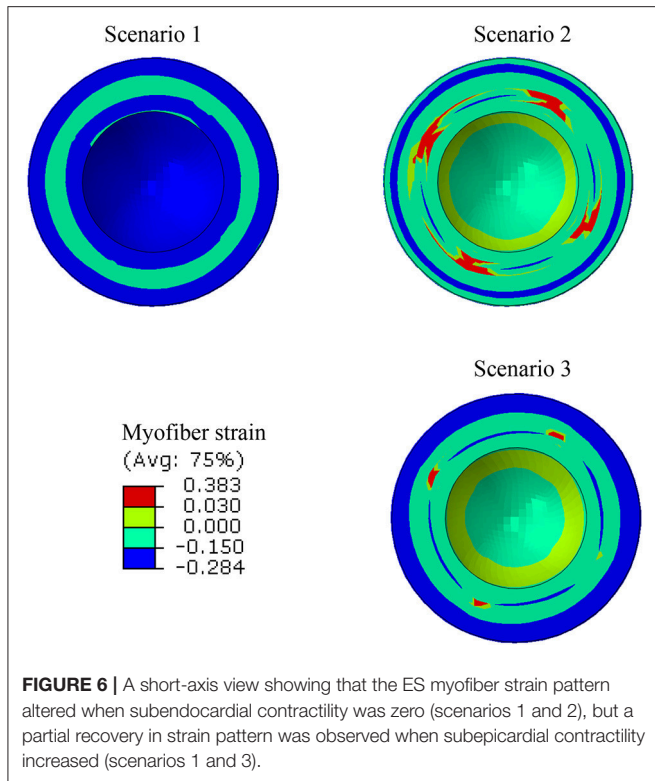 Scenario 1
Scenario 2
Scenario 3
Myofiber strain
(Avg: 75%)
0.383
0.030
0.000
−0.150
−0.284
FIGURE 6 | A short-axis view showing that the ES myofiber strain pattern
altered when subendocardial contractility was zero (scenarios 1 and 2), but a
partial recovery in strain pattern was observed when subepicardial contractility
increased (scenarios 1 and 3).